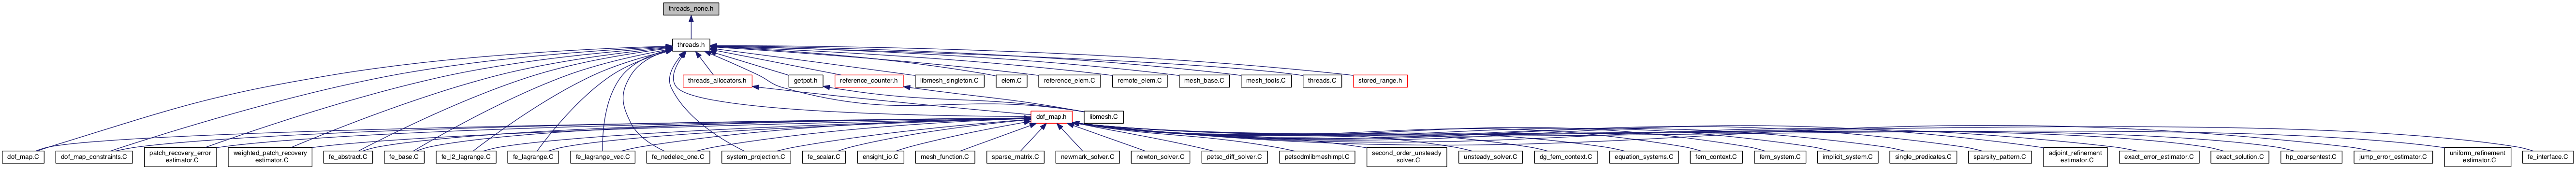 threads_none.h
threads.h
threads_allocators.h
getpot.h
reference_counter.h
libmesh_singleton.C
elem.C
reference_elem.C
remote_elem.C
mesh_base.C
mesh_tools.C
threads.C
stored_range.h
dof_map.h
libmesh.C
dof_map.C
dof_map_constraints.C
patch_recovery_error
_estimator.C
weighted_patch_recovery
_estimator.C
fe_abstract.C
fe_base.C
fe_l2_lagrange.C
fe_lagrange.C
fe_lagrange_vec.C
fe_nedelec_one.C
system_projection.C
fe_scalar.C
ensight_io.C
mesh_function.C
sparse_matrix.C
newmark_solver.C
newton_solver.C
petsc_diff_solver.C
petscdmlibmeshimpl.C
second_order_unsteady
_solver.C
unsteady_solver.C
dg_fem_context.C
equation_systems.C
fem_context.C
fem_system.C
implicit_system.C
single_predicates.C
sparsity_pattern.C
adjoint_refinement
_estimator.C
exact_error_estimator.C
exact_solution.C
hp_coarsentest.C
jump_error_estimator.C
uniform_refinement
_estimator.C
fe_interface.C